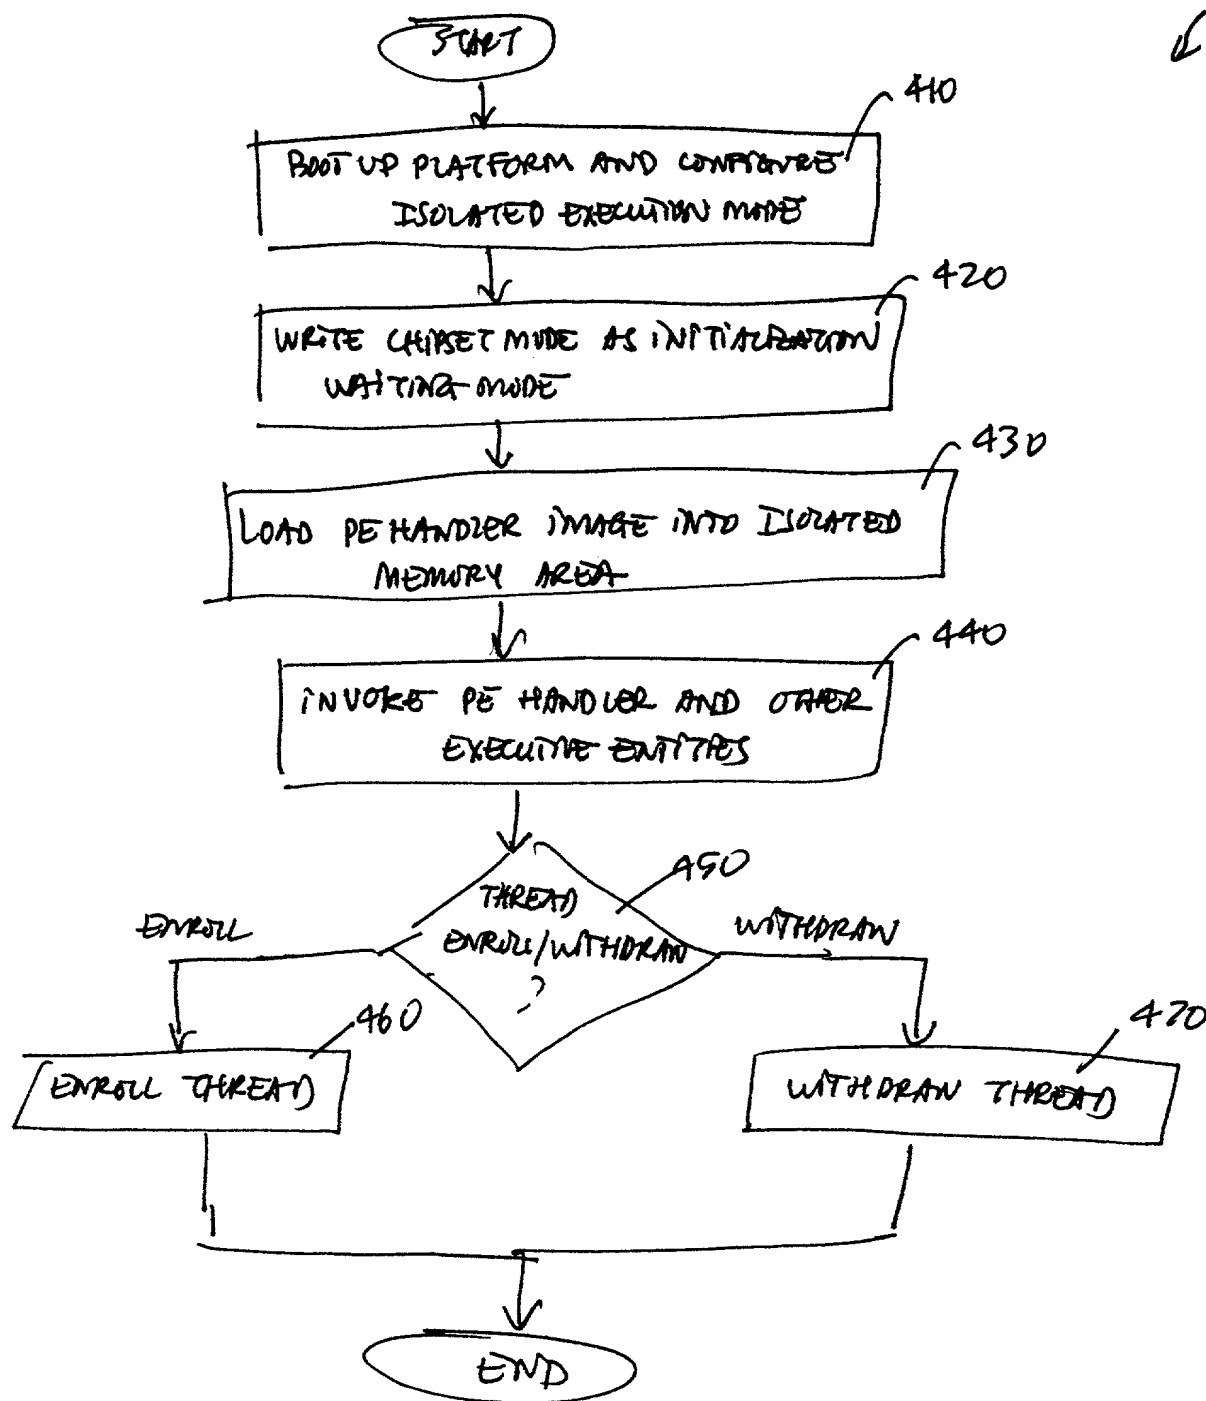 START
410
BOOT UP PLATFORM AND CONFIGURE
ISOLATED EXECUTION MODE
420
WRITE CHIPSET MODE AS INITIALIZATION
WAITING MODE
430
LOAD PE HANDLER IMAGE INTO ISOLATED
MEMORY AREA
440
INVOKE PE HANDLER AND OTHER
EXECUTIVE ENTITIES
450
THREAD
ENROLL/WITHDRAW
?
ENROLL
WITHDRAW
460
ENROLL THREAD
470
WITHDRAW THREAD
END